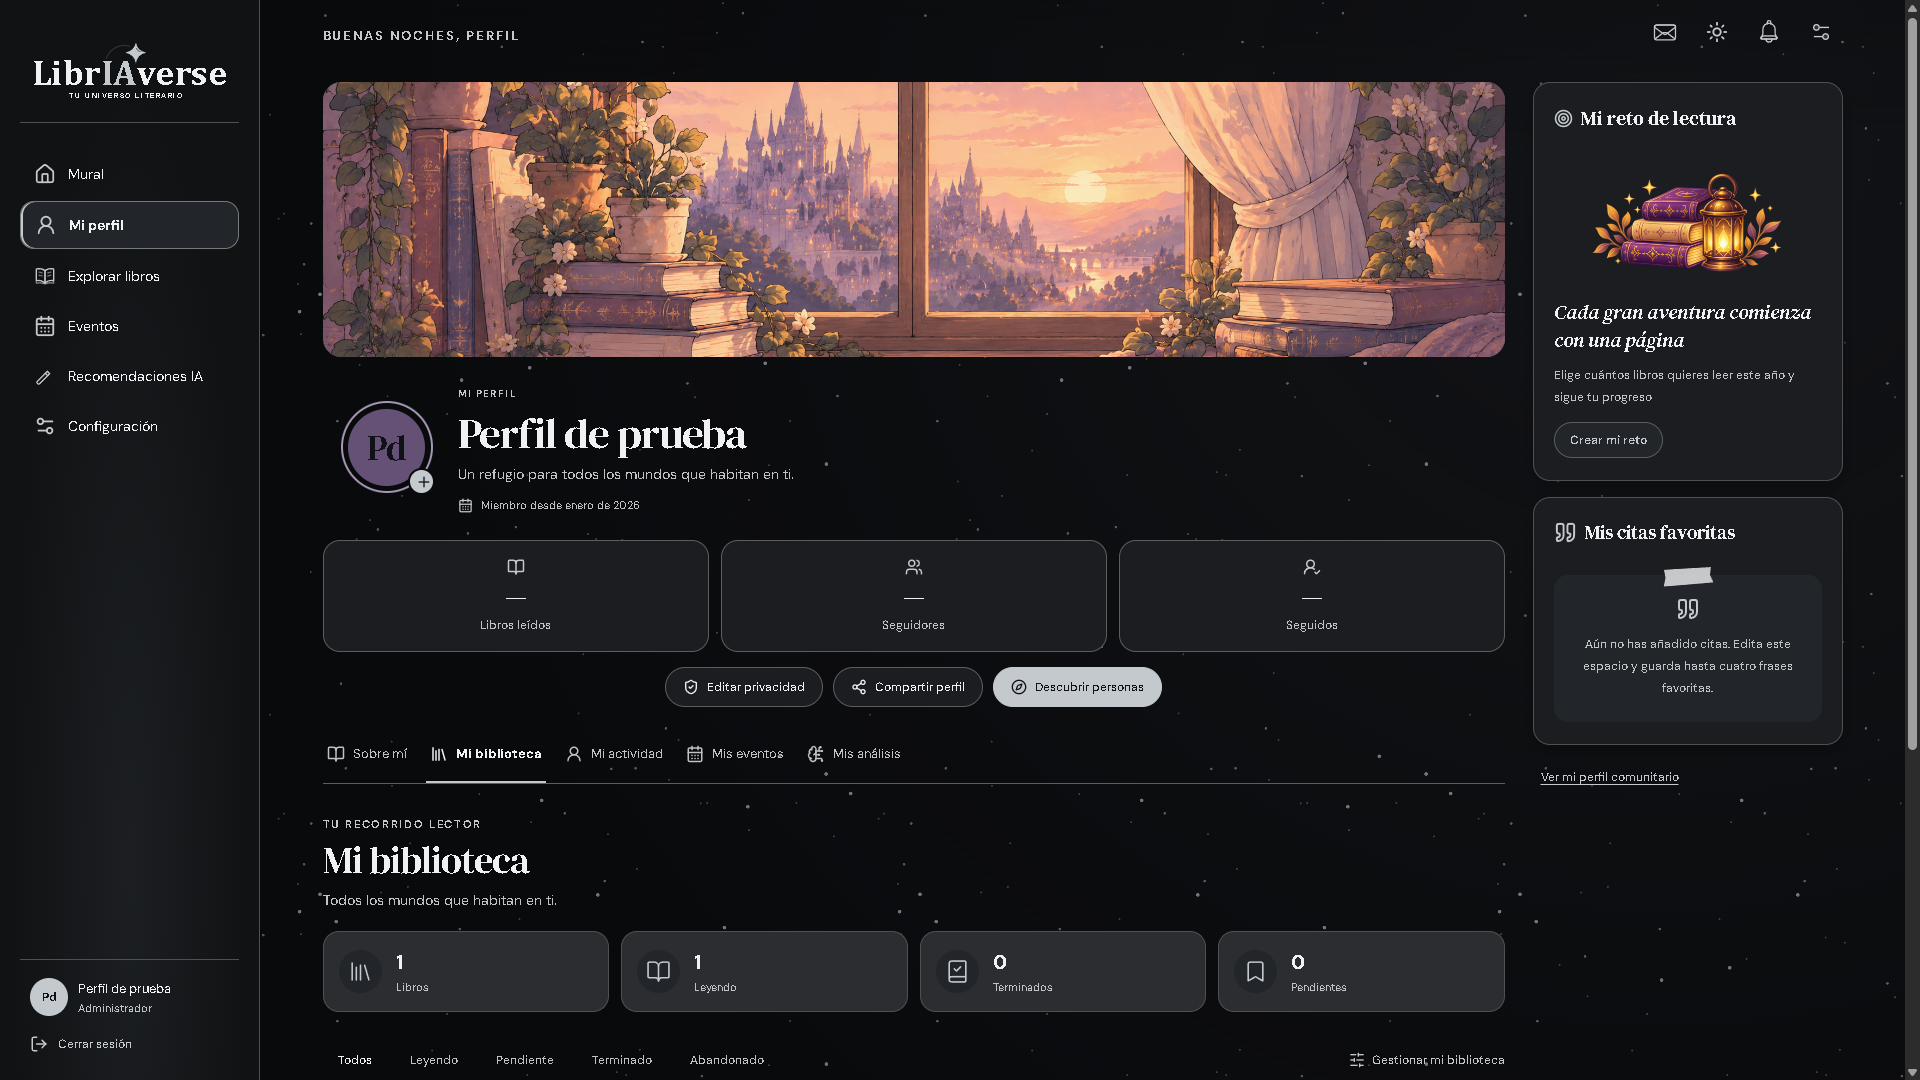 LibrIAverse
TU UNIVERSO LITERARIO
Mural
Mi perfil
Explorar libros
Eventos
Recomendaciones IA
Configuración
Pd
Perfil de prueba
Administrador
Cerrar sesión
BUENAS NOCHES, PERFIL
Pd
MI PERFIL
Perfil de prueba
Un refugio para todos los mundos que habitan en ti.
Miembro desde enero de 2026
—
Libros leídos
—
Seguidores
—
Seguidos
Editar privacidad
Compartir perfil
Descubrir personas
Sobre mí
Mi biblioteca
Mi actividad
Mis eventos
Mis análisis
TU RECORRIDO LECTOR
Mi biblioteca
Todos los mundos que habitan en ti.
1
Libros
1
Leyendo
0
Terminados
0
Pendientes
Todos
Leyendo
Pendiente
Terminado
Abandonado
Gestionar mi biblioteca
Mi reto de lectura
Cada gran aventura comienza
con una página
Elige cuántos libros quieres leer este año y
sigue tu progreso
Crear mi reto
Mis citas favoritas
Aún no has añadido citas. Edita este
espacio y guarda hasta cuatro frases
favoritas.
Ver mi perfil comunitario